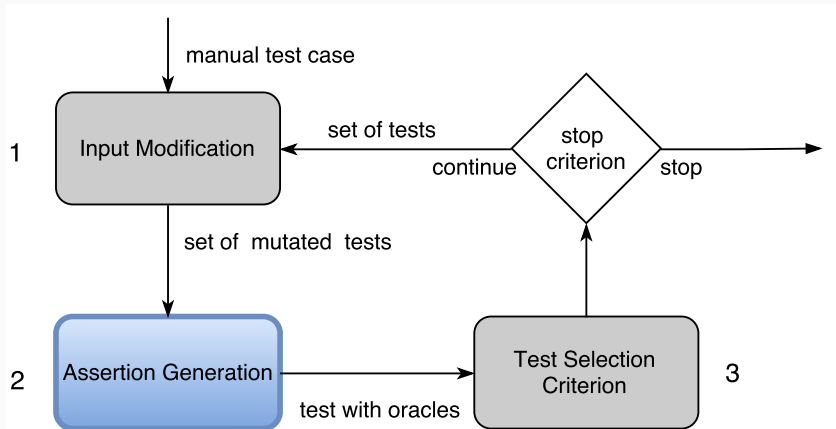 manual test case
1
Input Modification
set of tests
continue
stop
criterion
stop
set of mutated tests
2
Assertion Generation
test with oracles
Test Selection
Criterion
3